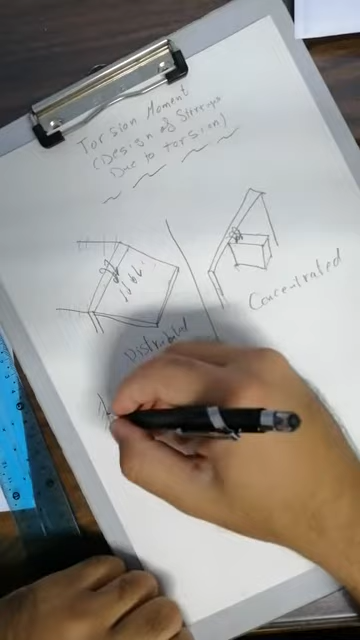 Torsion Moment
(Design of Stirrups
Due to torsion)
Concentrated
Distributed